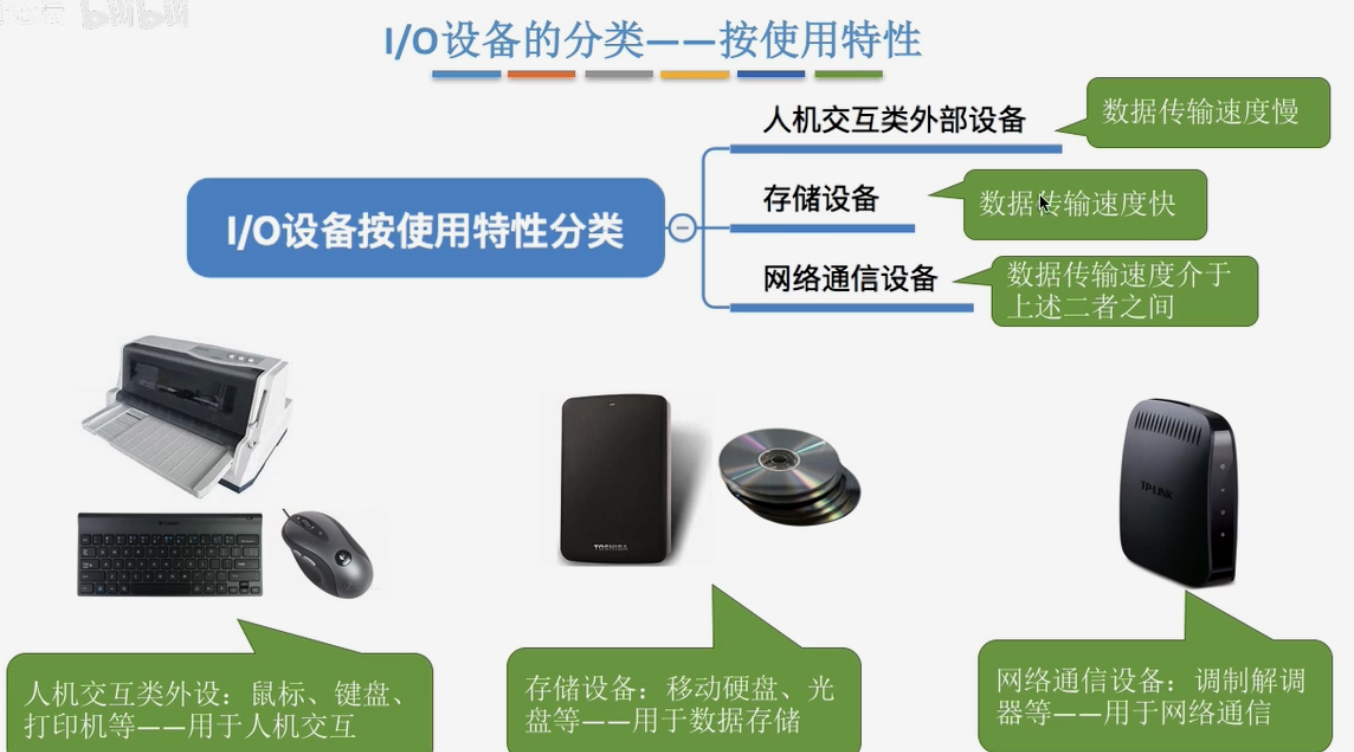 bilibili
I/O设备的分类——按使用特性
人机交互类外部设备
数据传输速度慢
存储设备
数据传输速度快
I/O设备按使用特性分类
网络通信设备
数据传输速度介于
上述二者之间
TOSHIBA
TP-LINK
人机交互类外设：鼠标、键盘、
打印机等——用于人机交互
存储设备：移动硬盘、光
盘等——用于数据存储
网络通信设备：调制解调
器等——用于网络通信